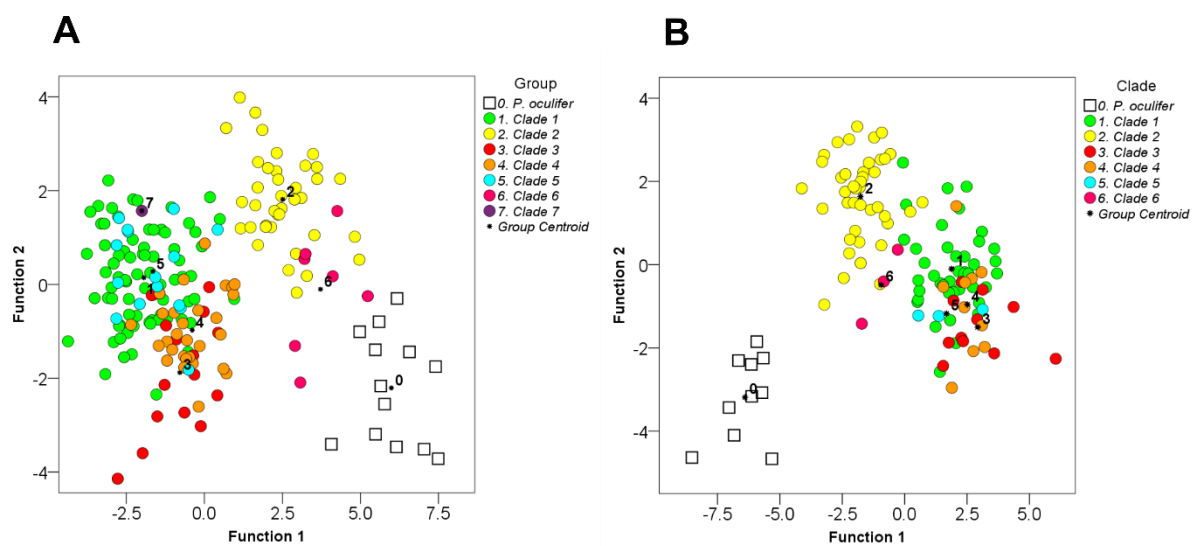 A
Group
0. P. oculifer
1. Clade 1
2. Clade 2
3. Clade 3
4. Clade 4
5. Clade 5
6. Clade 6
7. Clade 7
* Group Centroid
Function 2
4
2
0
-2
-4
7
2
5
1
6
4
3
0
-2.5
0.0
2.5
5.0
7.5
Function 1
B
Clade
0. P. oculifer
1. Clade 1
2. Clade 2
3. Clade 3
4. Clade 4
5. Clade 5
6. Clade 6
* Group Centroid
Function 2
4
2
0
-2
-4
2
1
6
4
5
3
0
-7.5
-5.0
-2.5
0.0
2.5
5.0
Function 1